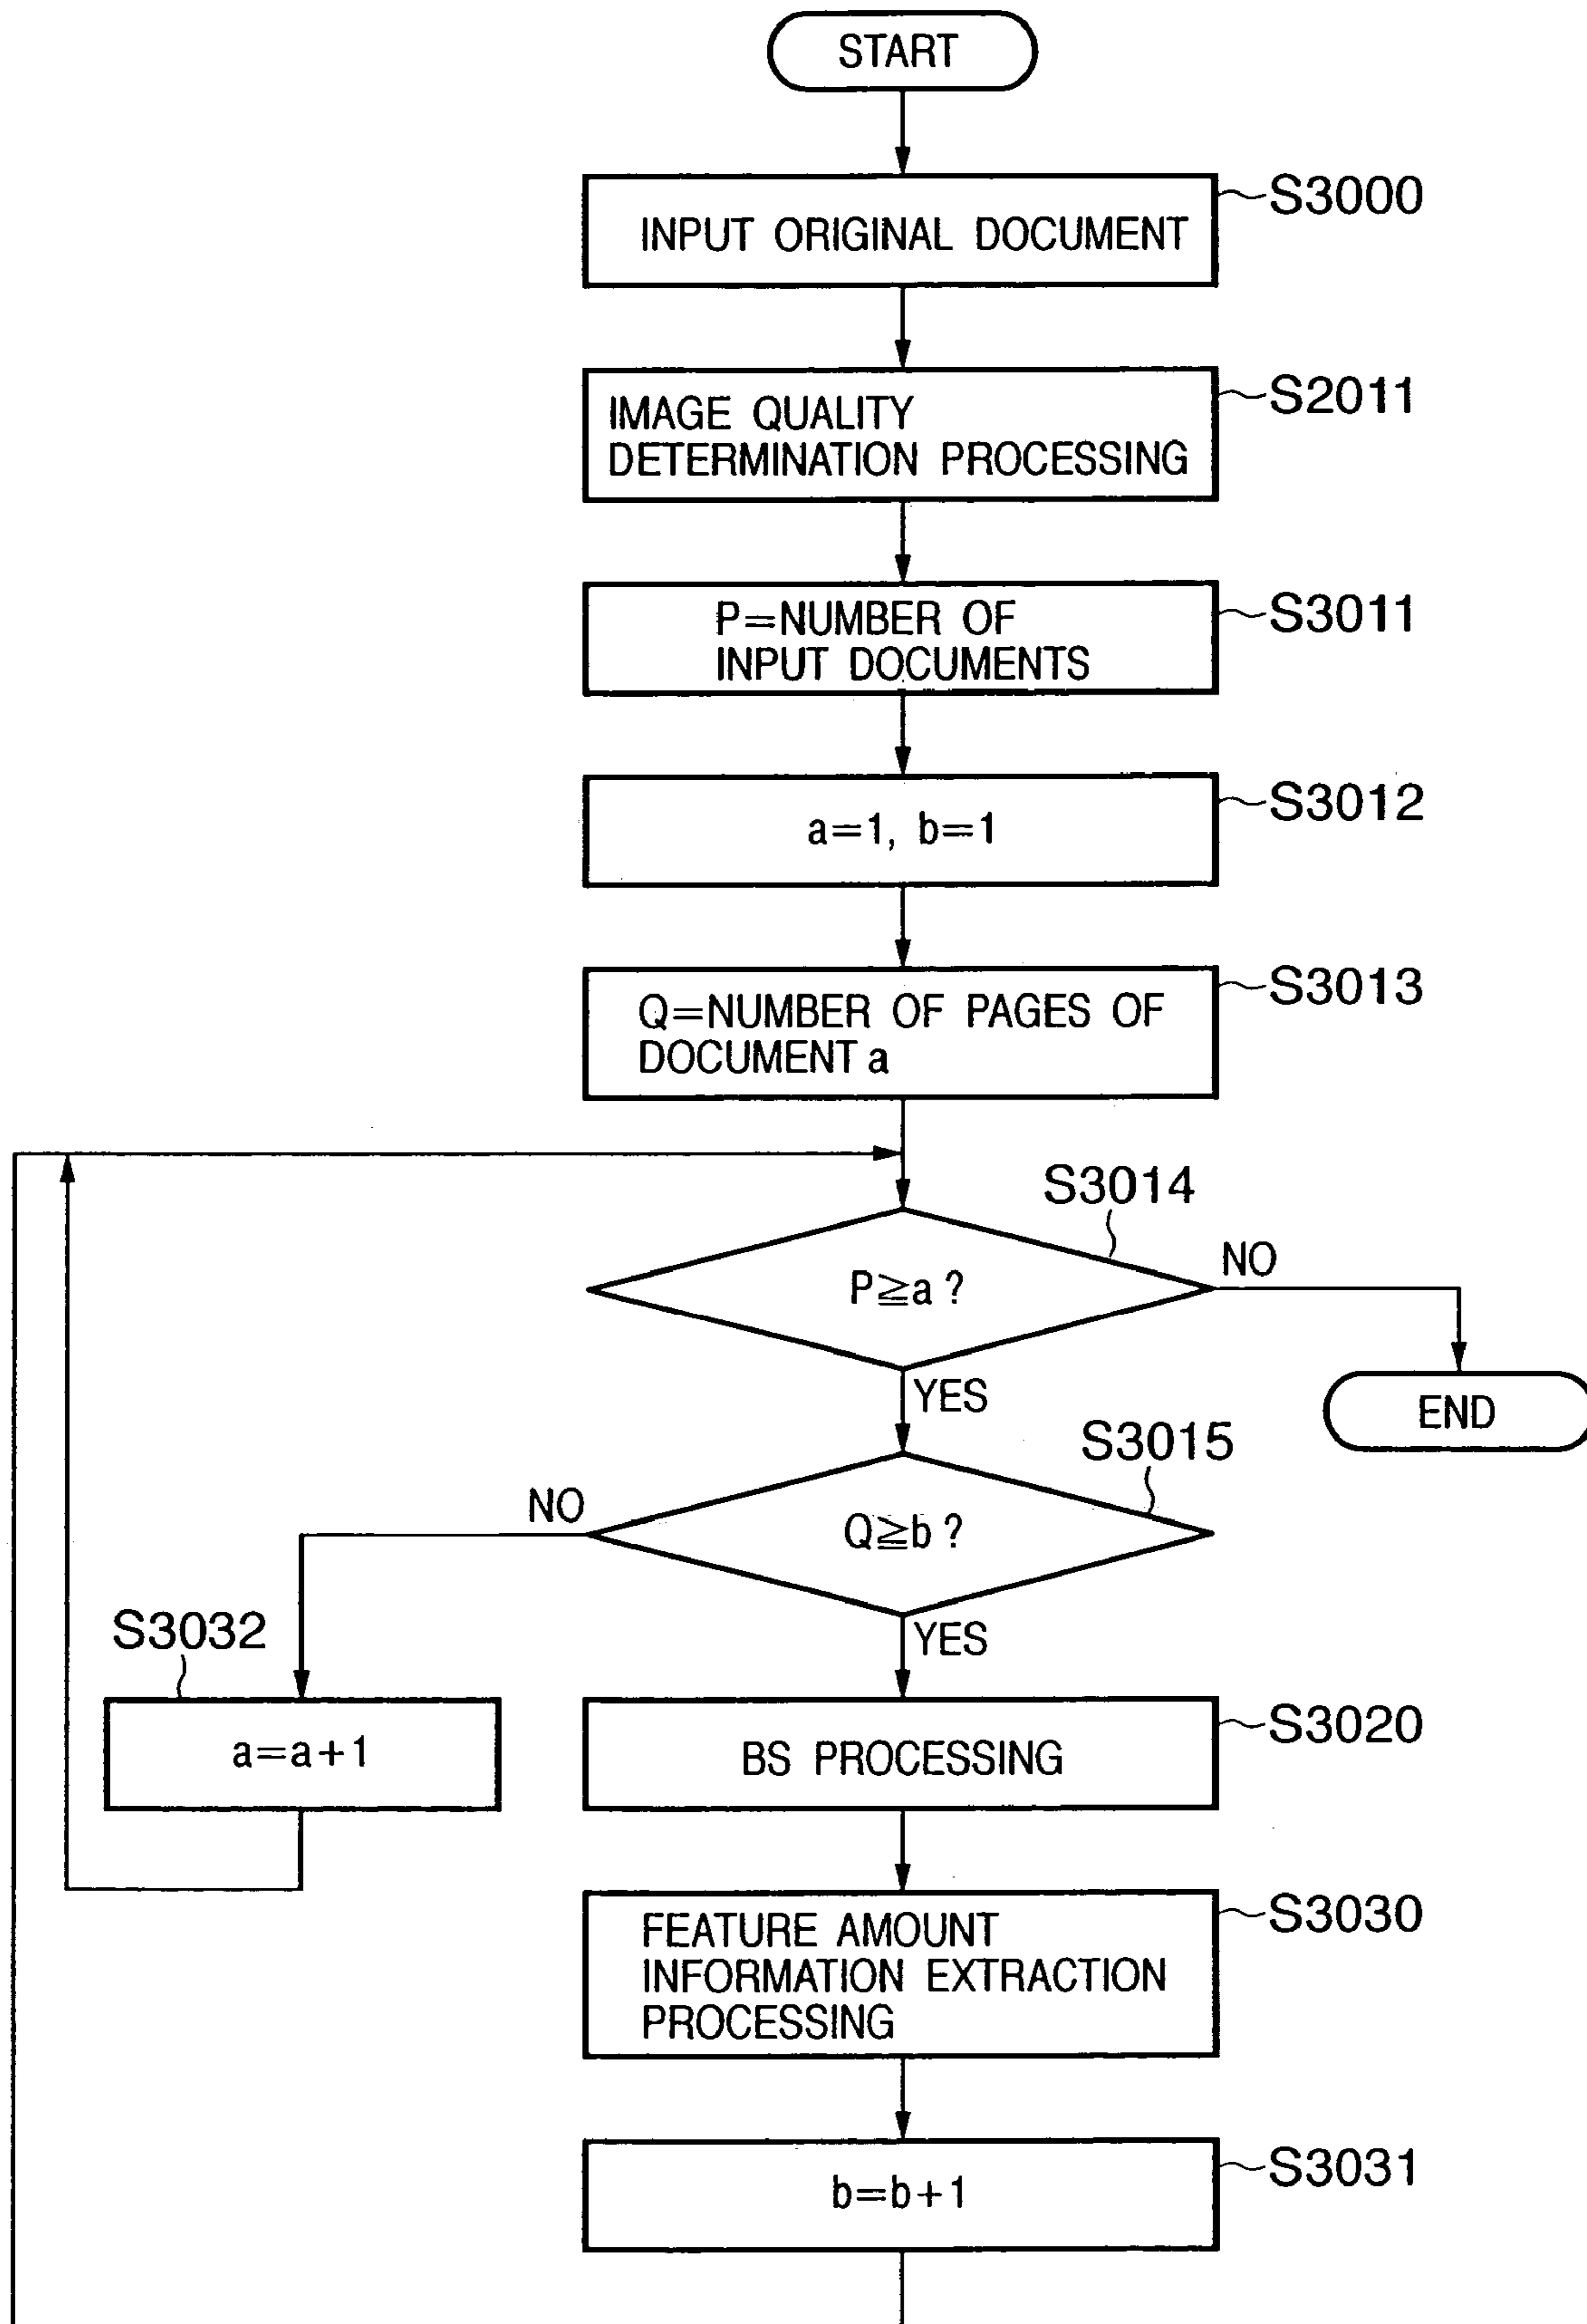 START
INPUT ORIGINAL DOCUMENT
S3000
IMAGE QUALITY
DETERMINATION PROCESSING
S2011
P=NUMBER OF
INPUT DOCUMENTS
S3011
a=1, b=1
S3012
Q=NUMBER OF PAGES OF
DOCUMENT a
S3013
S3014
P≧a ?
NO
YES
END
S3015
NO
Q≧b ?
YES
S3032
a=a+1
BS PROCESSING
S3020
FEATURE AMOUNT
INFORMATION EXTRACTION
PROCESSING
S3030
b=b+1
S3031